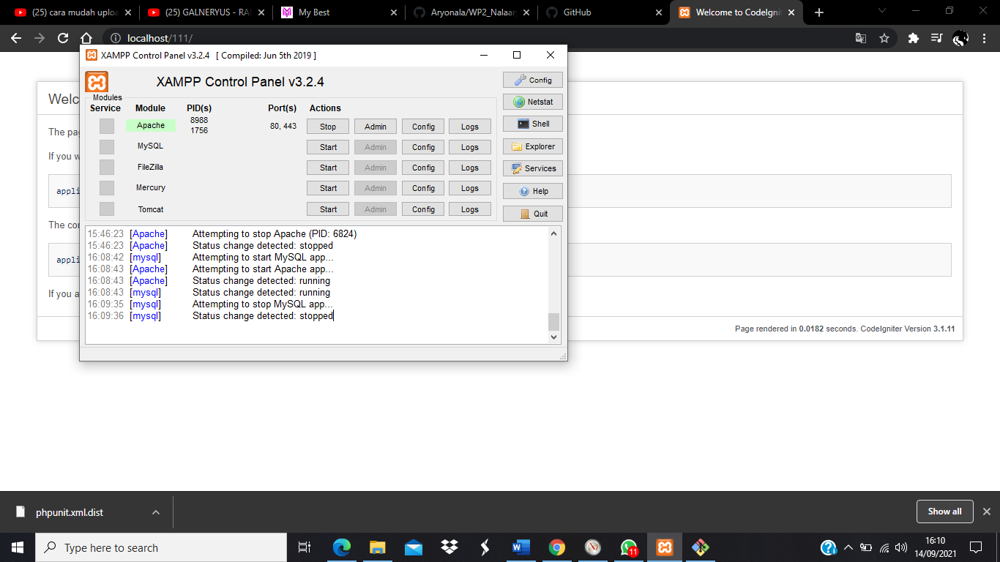 (25) cara mudah uploa
(25) GALNERYUS - RA
My Best
Aryonala/WP2_Nalaar
GitHub
Welcome to CodeIgnit
localhost/111/
XAMPP Control Panel v3.2.4 [ Compiled: Jun 5th 2019 ]
XAMPP Control Panel v3.2.4
Config
Modules
Service Module PID(s) Port(s) Actions
Netstat
Apache 8988 1756 80, 443 Stop Admin Config Logs
Shell
MySQL Start Admin Config Logs
Explorer
FileZilla Start Admin Config Logs
Services
Mercury Start Admin Config Logs
Help
Tomcat Start Admin Config Logs
Quit
15:46:23 [Apache] Attempting to stop Apache (PID: 6824)
15:46:23 [Apache] Status change detected: stopped
16:08:42 [mysql] Attempting to start MySQL app...
16:08:43 [Apache] Attempting to start Apache app...
16:08:43 [Apache] Status change detected: running
16:08:43 [mysql] Status change detected: running
16:09:35 [mysql] Attempting to stop MySQL app...
16:09:36 [mysql] Status change detected: stopped
Welc
The pag
If you w
appli
The cor
appli
If you a
Page rendered in 0.0182 seconds. CodeIgniter Version 3.1.11
phpunit.xml.dist
Show all
Type here to search
11
16:10
14/09/2021